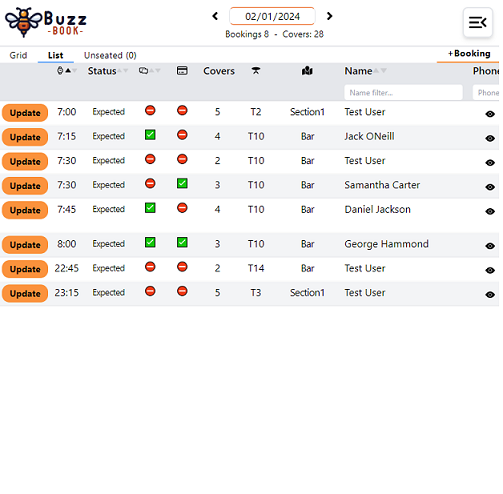 Buzz
-BOOK-
02/01/2024
Bookings 8 - Covers: 28
Grid List Unseated (0) +Booking
Status Covers Name Phone
Name filter... Phone
Update 7:00 Expected 5 T2 Section1 Test User
Update 7:15 Expected 4 T10 Bar Jack ONeill
Update 7:30 Expected 2 T10 Bar Test User
Update 7:30 Expected 3 T10 Bar Samantha Carter
Update 7:45 Expected 4 T10 Bar Daniel Jackson
Update 8:00 Expected 3 T10 Bar George Hammond
Update 22:45 Expected 2 T14 Bar Test User
Update 23:15 Expected 5 T3 Section1 Test User